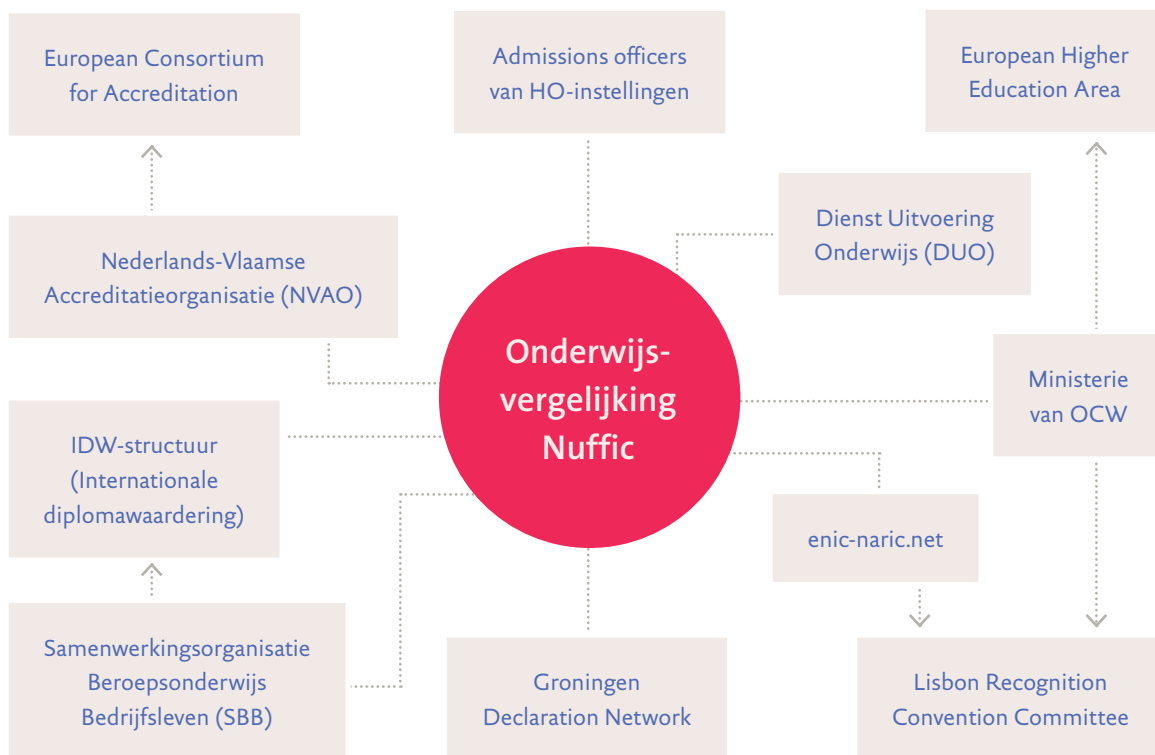 European Consortium
for Accreditation
Admissions officers
van HO-instellingen
European Higher
Education Area
Dienst Uitvoering
Onderwijs (DUO)
Nederlands-Vlaamse
Accreditatieorganisatie (NVAO)
Onderwijs-
vergelijking
Nuffic
Ministerie
van OCW
IDW-structuur
(Internationale
diplomawaardering)
enic-naric.net
Samenwerkingsorganisatie
Beroepsonderwijs
Bedrijfsleven (SBB)
Groningen
Declaration Network
Lisbon Recognition
Convention Committee